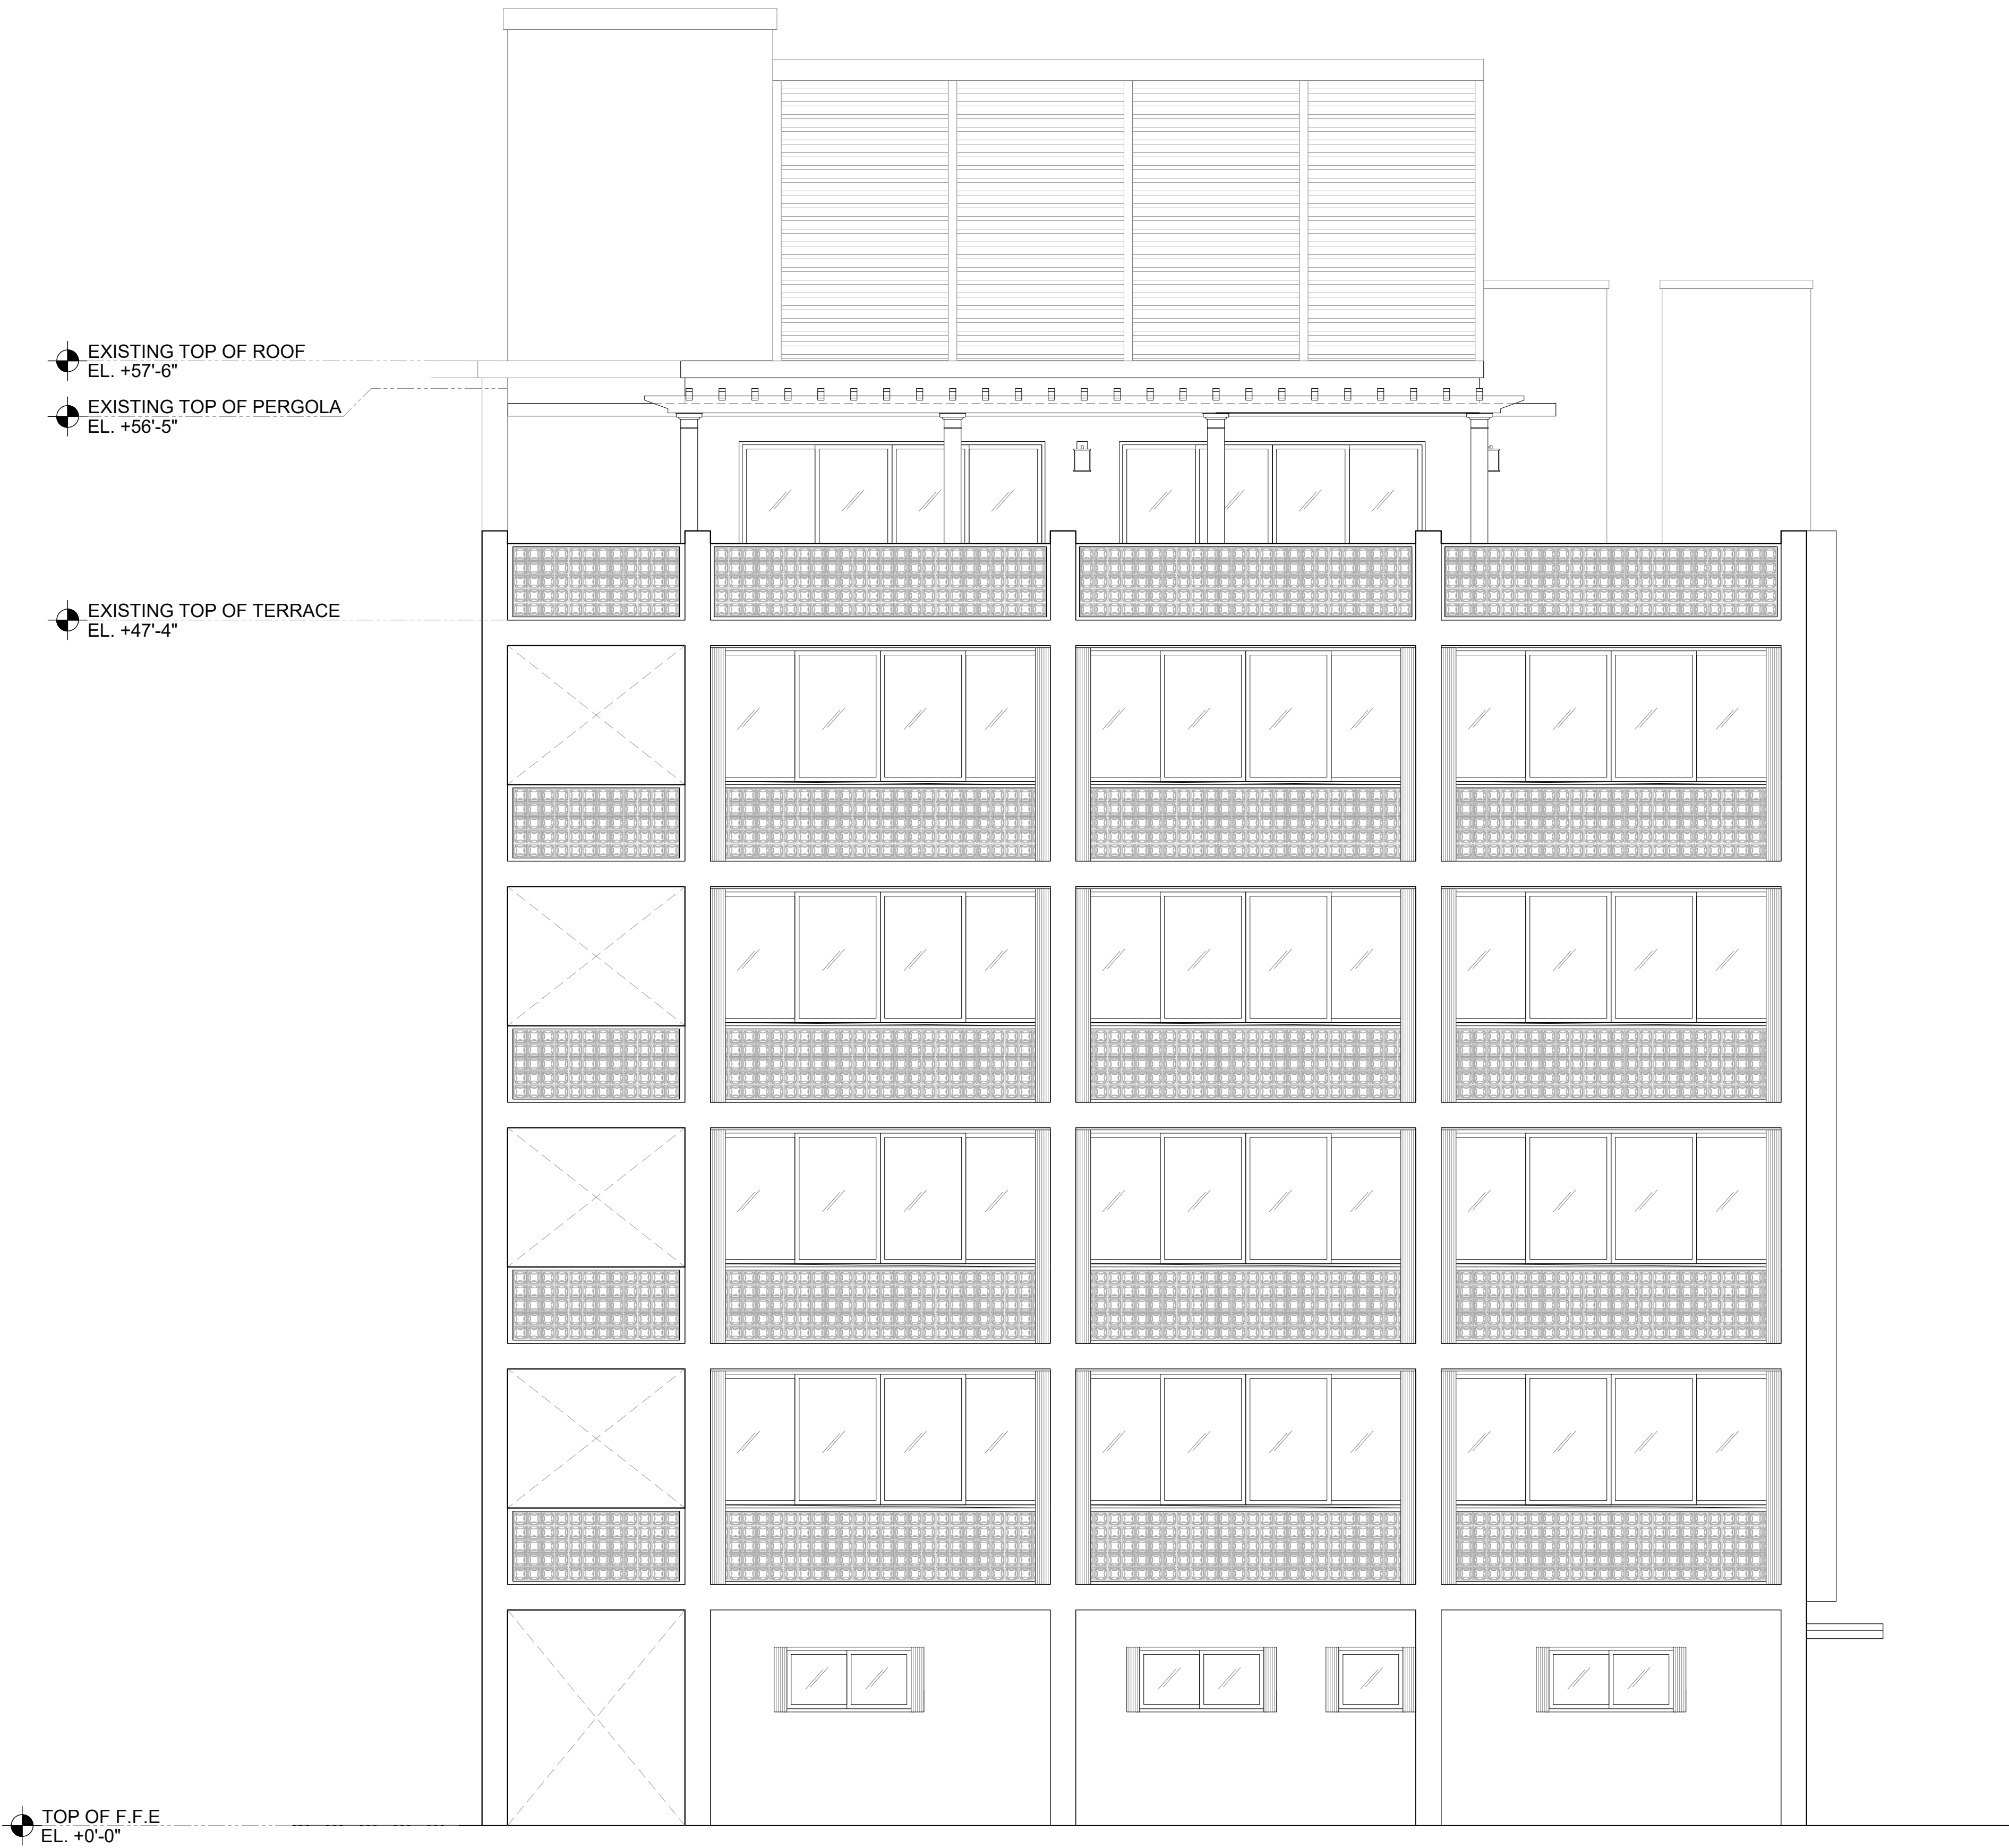 EXISTING TOP OF ROOF
EL. +57'-6"
EXISTING TOP OF PERGOLA
EL. +56'-5"
EXISTING TOP OF TERRACE
EL. +47'-4"
TOP OF F.F.E
EL. +0'-0"